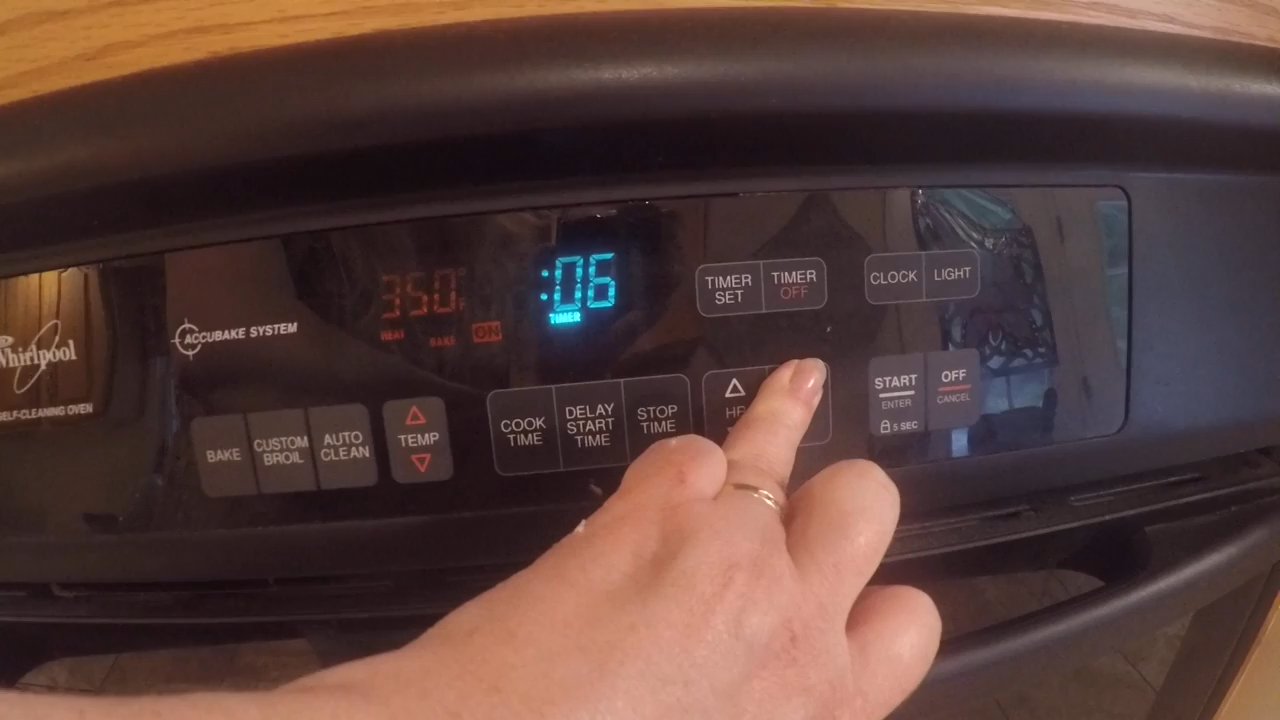 Whirlpool
SELF-CLEANING OVEN
ACCUBAKE SYSTEM
350°F
HEAT BAKE ON
:06
TIMER
TIMER
SET
TIMER
OFF
CLOCK
LIGHT
BAKE
CUSTOM
BROIL
AUTO
CLEAN
TEMP
COOK
TIME
DELAY
START
TIME
STOP
TIME
HR
START
ENTER
5 SEC
OFF
CANCEL